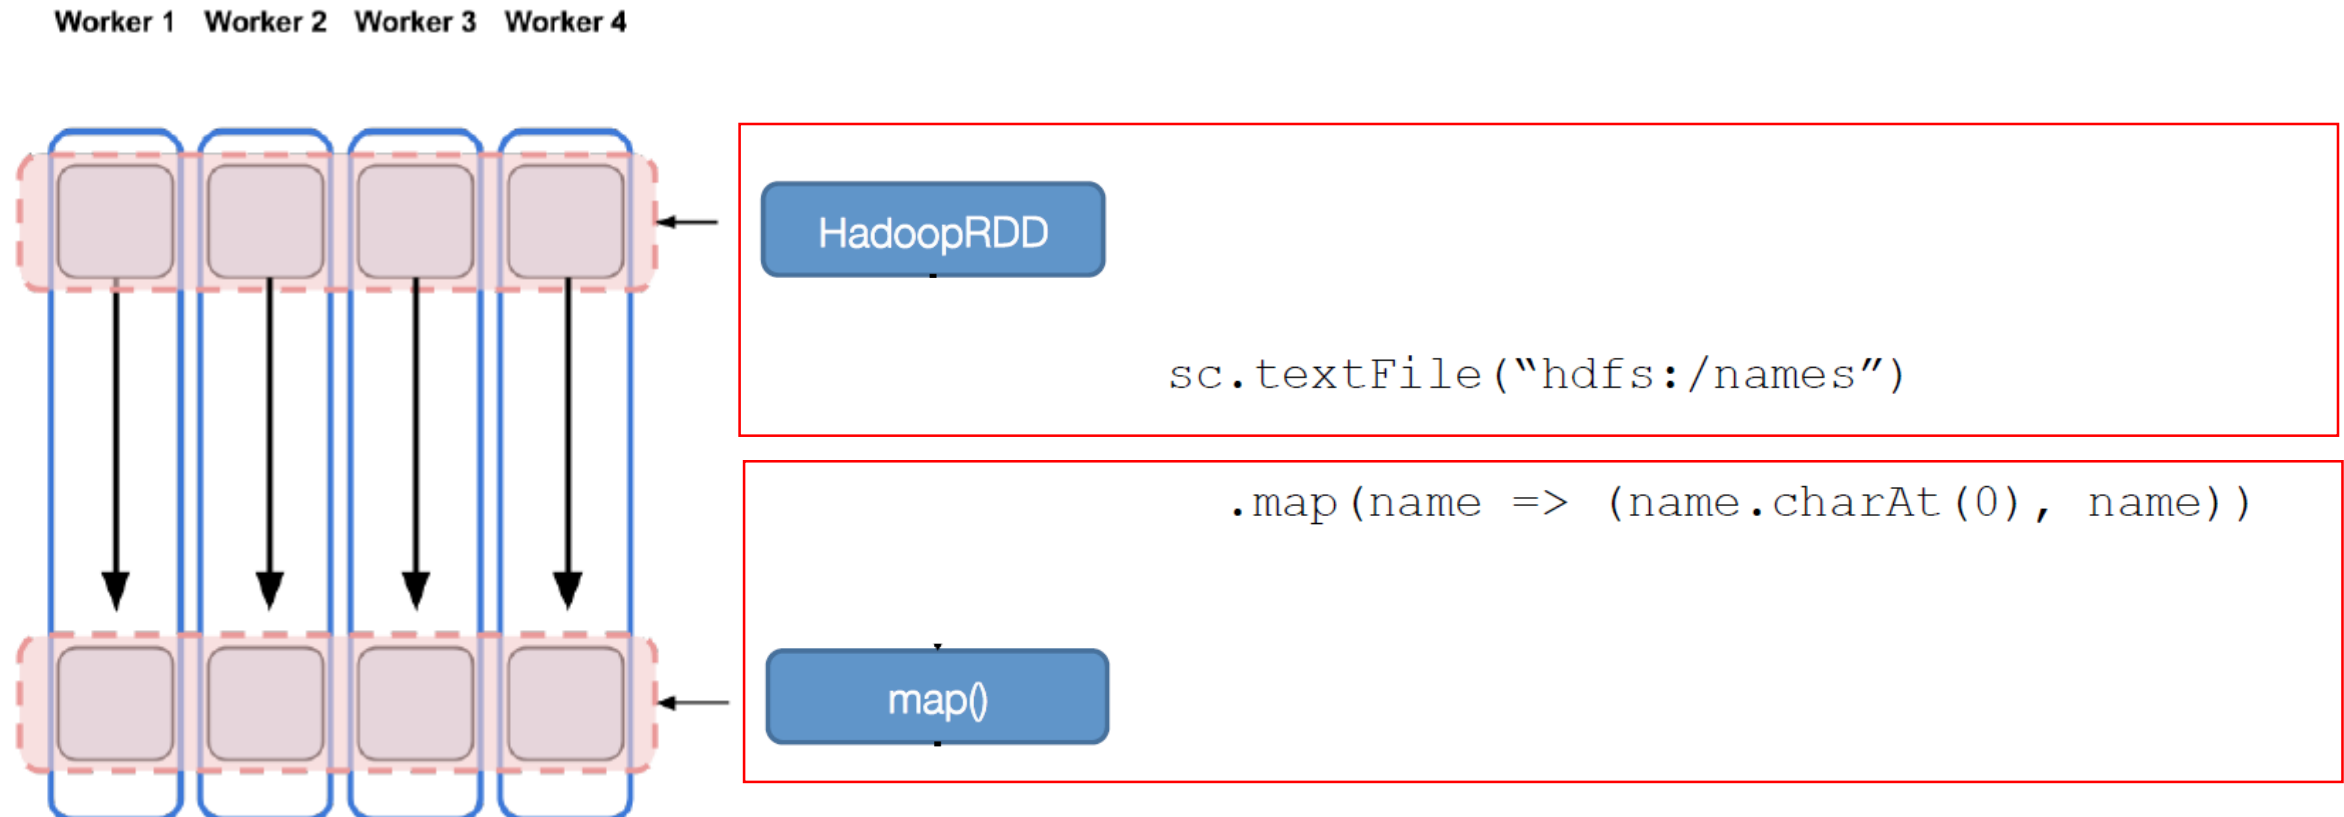 Worker 1 Worker 2 Worker 3 Worker 4
HadoopRDD
sc.textFile(“hdfs:/names”)
.map(name => (name.charAt(0), name))
map()